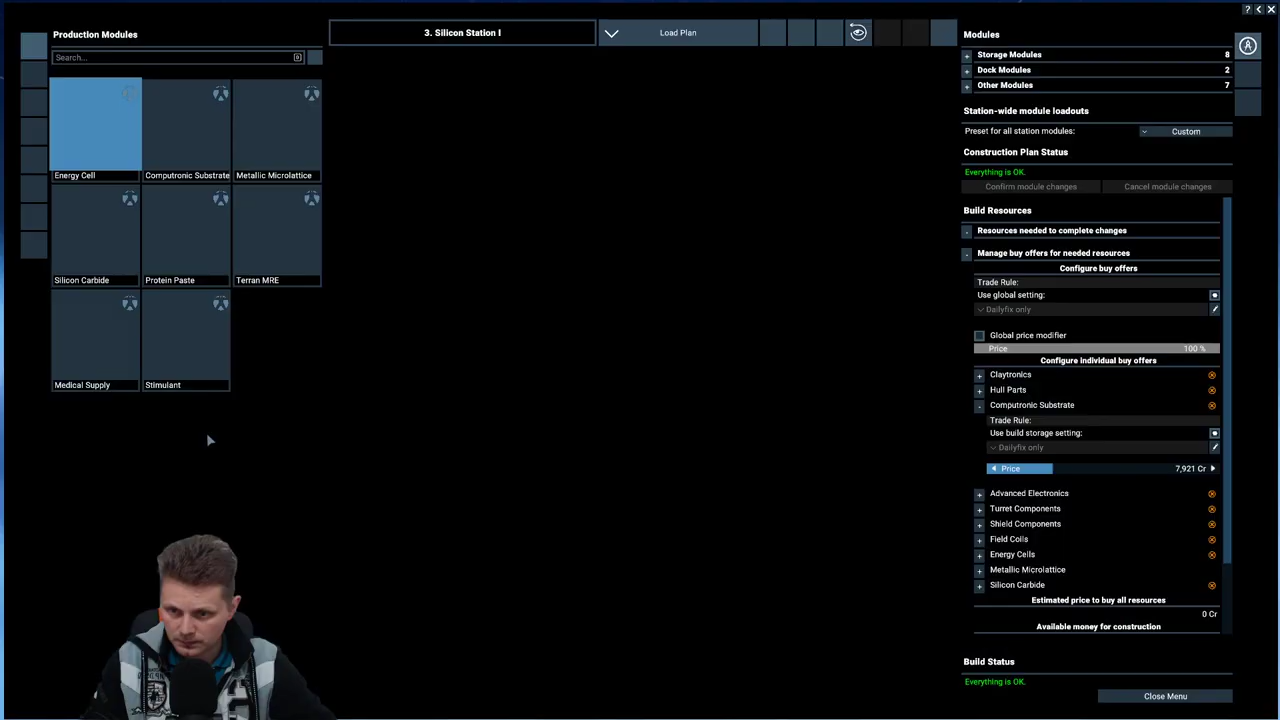 Production Modules
Search...
Energy Cell
Computronic Substrate
Metallic Microlattice
Silicon Carbide
Protein Paste
Terran MRE
Medical Supply
Stimulant
3. Silicon Station I
Load Plan
Modules
Storage Modules 8
Dock Modules 2
Other Modules 7
Station-wide module loadouts
Preset for all station modules: Custom
Construction Plan Status
Everything is OK.
Confirm module changes Cancel module changes
Build Resources
Resources needed to complete changes
Manage buy offers for needed resources
Configure buy offers
Trade Rule:
Use global setting:
Dailyfix only
Global price modifier
Price 100 %
Configure individual buy offers
Claytronics
Hull Parts
Computronic Substrate
Trade Rule:
Use build storage setting:
Dailyfix only
Price 7,921 Cr
Advanced Electronics
Turret Components
Shield Components
Field Coils
Energy Cells
Metallic Microlattice
Silicon Carbide
Estimated price to buy all resources
0 Cr
Available money for construction
Build Status
Everything is OK.
Close Menu